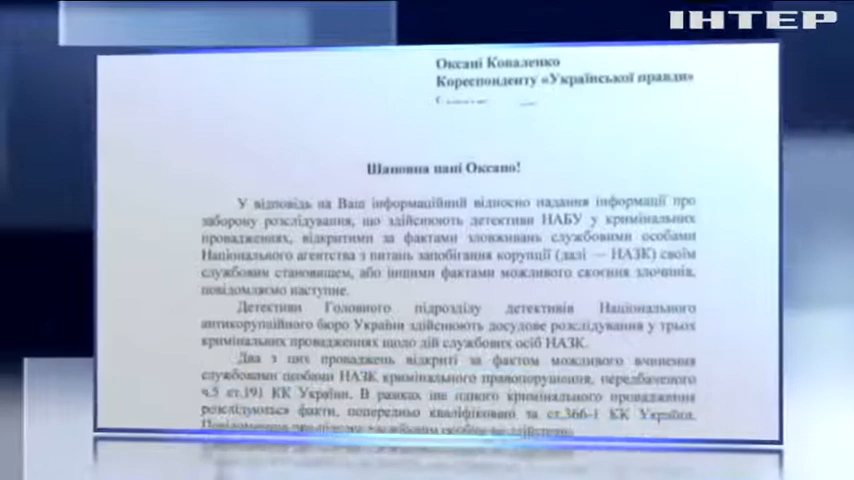 ІНТЕР
Оксані Коваленко
Кореспонденту «Української правди»
Шановна пані Оксано!
У відповідь на Ваш інформаційний відносно надання інформації про
заборону розслідування, що здійснюють детективи НАБУ у кримінальних
провадженнях, відкритими за фактами зловживань службовими особами
Національного агентства з питань запобігання корупції (далі — НАЗК) своїм
службовим становищем, або іншими фактами можливого скоєння злочинів,
повідомляємо наступне.
Детективи Головного підрозділу детективів Національного
антикорупційного бюро України здійснюють досудове розслідування у трьох
кримінальних провадженнях щодо дій службових осіб НАЗК.
Два з цих проваджень відкриті за фактом можливого вчинення
службовими особами НАЗК кримінального правопорушення, передбаченого
ч.5 ст.191 КК України. В рамках ще одного кримінального провадження
розслідуються факти, попередньо кваліфіковані за ст.366-1 КК України.